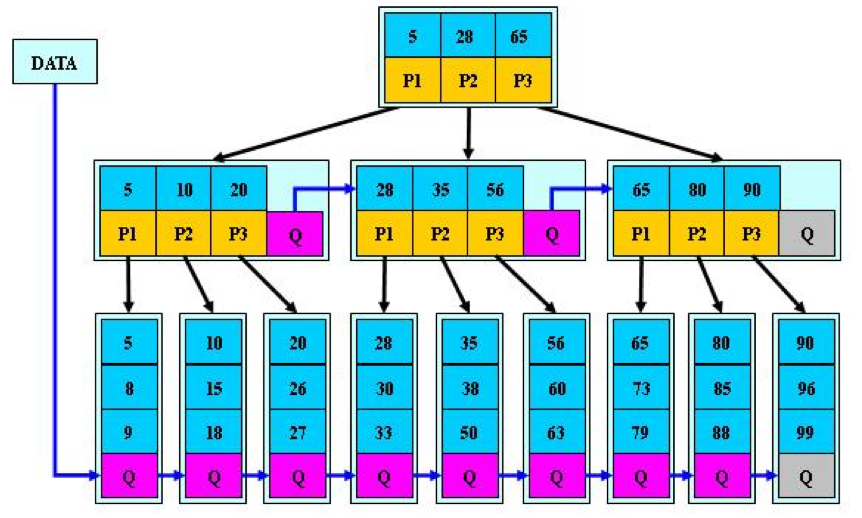 5 28 65
DATA
P1 P2 P3
5 10 20 28 35 56 65 80 90
P1 P2 P3 Q P1 P2 P3 Q P1 P2 P3 Q
5 10 20 28 35 56 65 80 90
8 15 26 30 38 60 73 85 96
9 18 27 33 50 63 79 88 99
Q Q Q Q Q Q Q Q Q